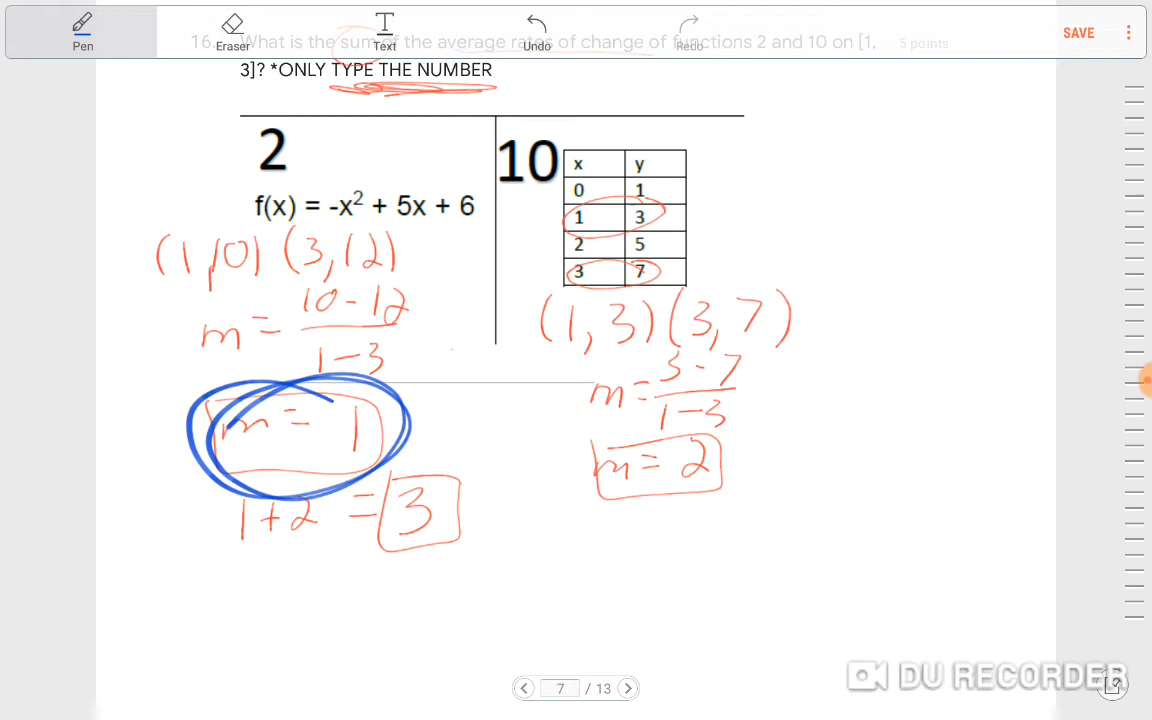 Pen
Eraser
Text
Undo
Redo
SAVE
16. What is the sum of the average rates of change of functions 2 and 10 on [1, 5 points
3]? *ONLY TYPE THE NUMBER
2
f(x) = -x² + 5x + 6
(1, 10) (3, 12)
m = 10 - 12 / 1 - 3
m = 1
1 + 2 = 3
10
x y
0 1
1 3
2 5
3 7
(1, 3) (3, 7)
m = 3 - 7 / 1 - 3
m = 2
7 / 13
DU RECORDER